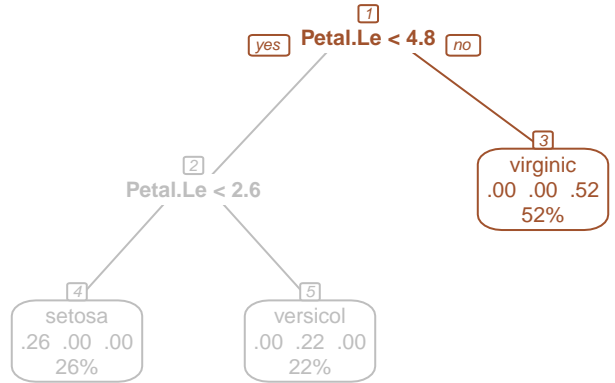 1
yes Petal.Le < 4.8 no
2
Petal.Le < 2.6
3
virginic
.00 .00 .52
52%
4
setosa
.26 .00 .00
26%
5
versicol
.00 .22 .00
22%